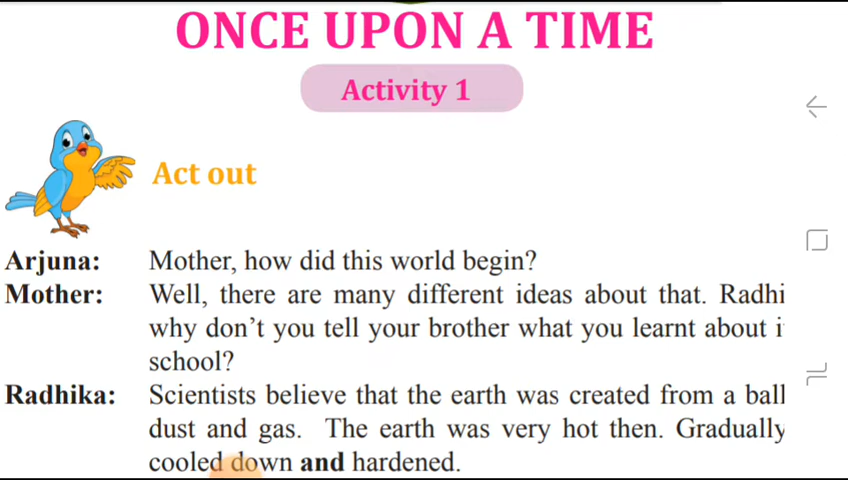 ONCE UPON A TIME
Activity 1
Act out
Arjuna: Mother, how did this world begin?
Mother: Well, there are many different ideas about that. Radhi
why don't you tell your brother what you learnt about i
school?
Radhika: Scientists believe that the earth was created from a ball
dust and gas. The earth was very hot then. Gradually
cooled down and hardened.